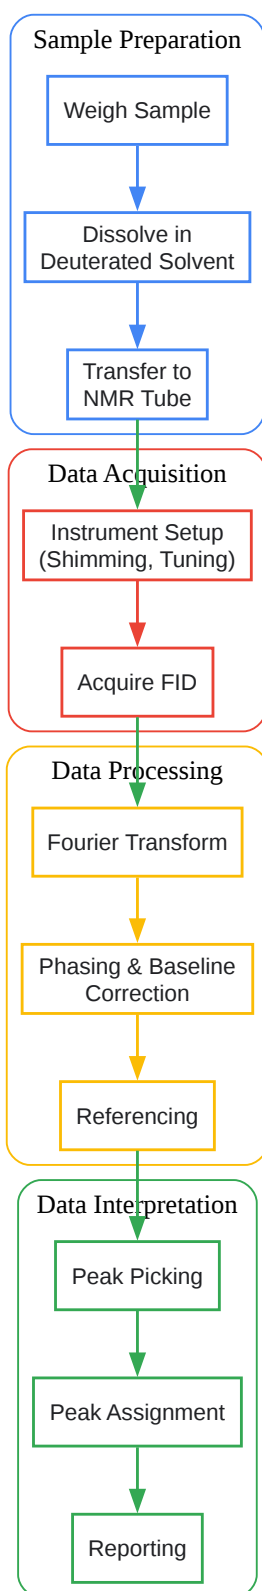 Sample Preparation
Weigh Sample
Dissolve in
Deuterated Solvent
Transfer to
NMR Tube
Data Acquisition
Instrument Setup
(Shimming, Tuning)
Acquire FID
Data Processing
Fourier Transform
Phasing & Baseline
Correction
Referencing
Data Interpretation
Peak Picking
Peak Assignment
Reporting